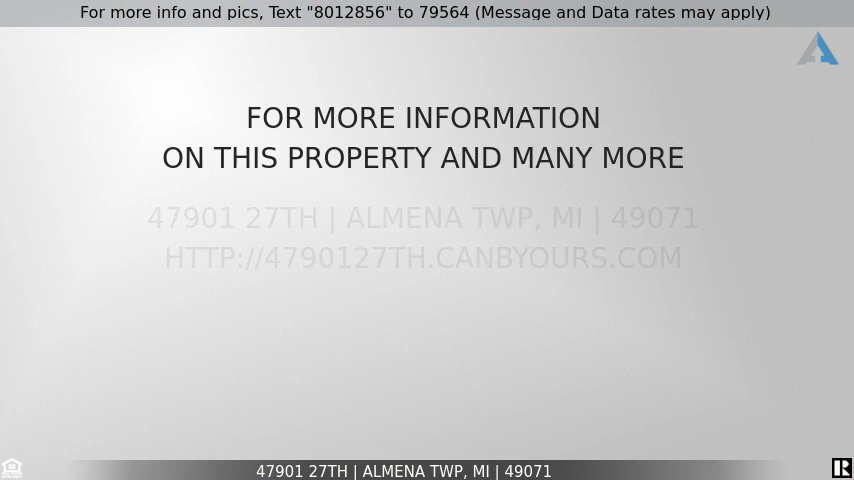 For more info and pics, Text "8012856" to 79564 (Message and Data rates may apply)
FOR MORE INFORMATION
ON THIS PROPERTY AND MANY MORE
47901 27TH | ALMENA TWP, MI | 49071
HTTP://4790127TH.CANBYOURS.COM
47901 27TH | ALMENA TWP, MI | 49071